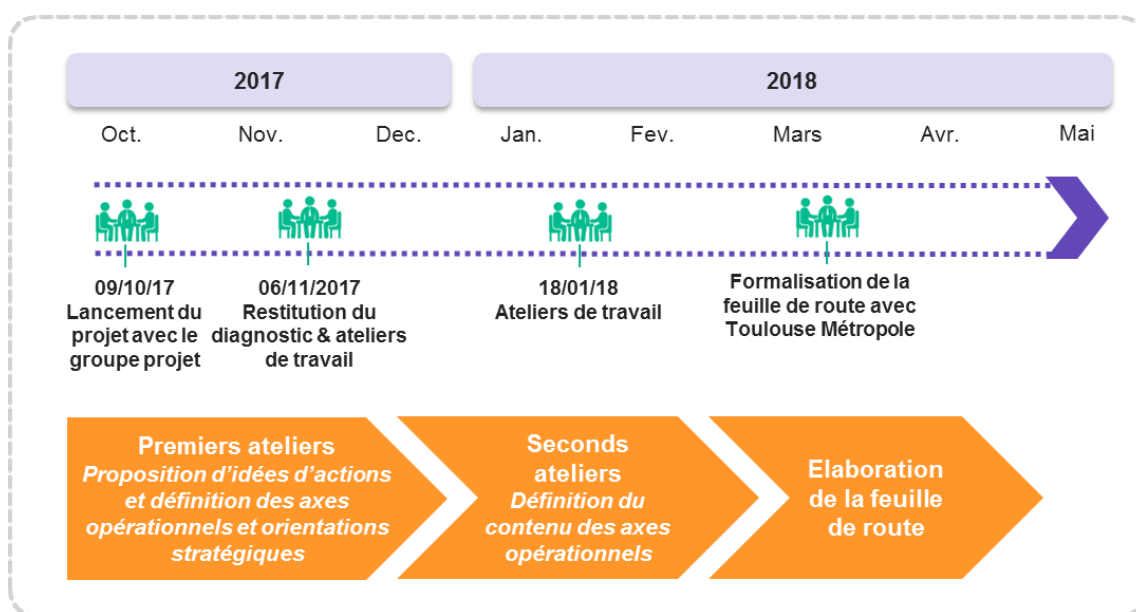 2017
2018
Oct.
Nov.
Dec.
Jan.
Fev.
Mars
Avr.
Mai
09/10/17
Lancement du
projet avec le
groupe projet
06/11/2017
Restitution du
diagnostic & ateliers
de travail
18/01/18
Ateliers de travail
Formalisation de la
feuille de route avec
Toulouse Métropole
Premiers ateliers
Proposition d’idées d’actions
et définition des axes
opérationnels et orientations
stratégiques
Seconds
ateliers
Définition du
contenu des axes
opérationnels
Elaboration
de la feuille
de route